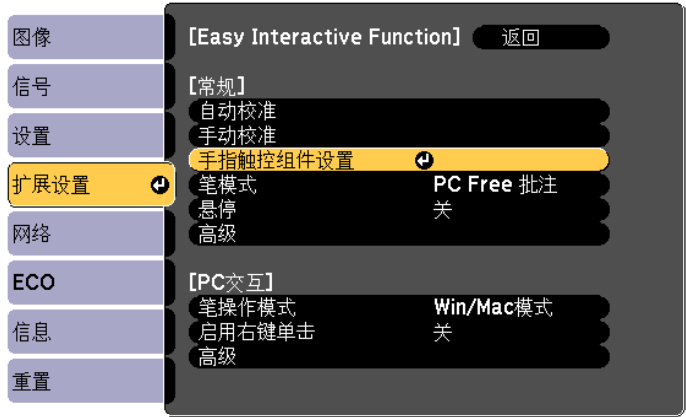 图像
信号
设置
扩展设置
网络
ECO
信息
重置
[Easy Interactive Function] 返回
[常规]
自动校准
手动校准
手指触控组件设置
笔模式 PC Free 批注
悬停 关
高级
[PC交互]
笔操作模式 Win/Mac模式
启用右键单击 关
高级